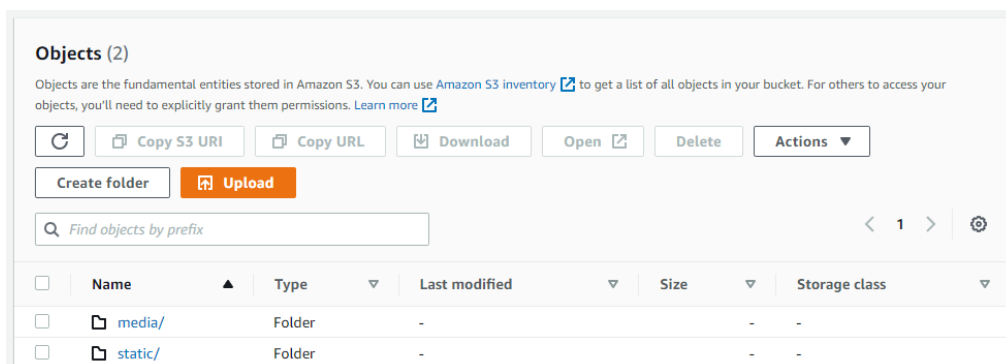 Objects (2)
Objects are the fundamental entities stored in Amazon S3. You can use Amazon S3 inventory to get a list of all objects in your bucket. For others to access your
objects, you'll need to explicitly grant them permissions. Learn more
Copy S3 URI Copy URL Download Open Delete Actions
Create folder Upload
Find objects by prefix 1
Name Type Last modified Size Storage class
media/ Folder - - -
static/ Folder - - -